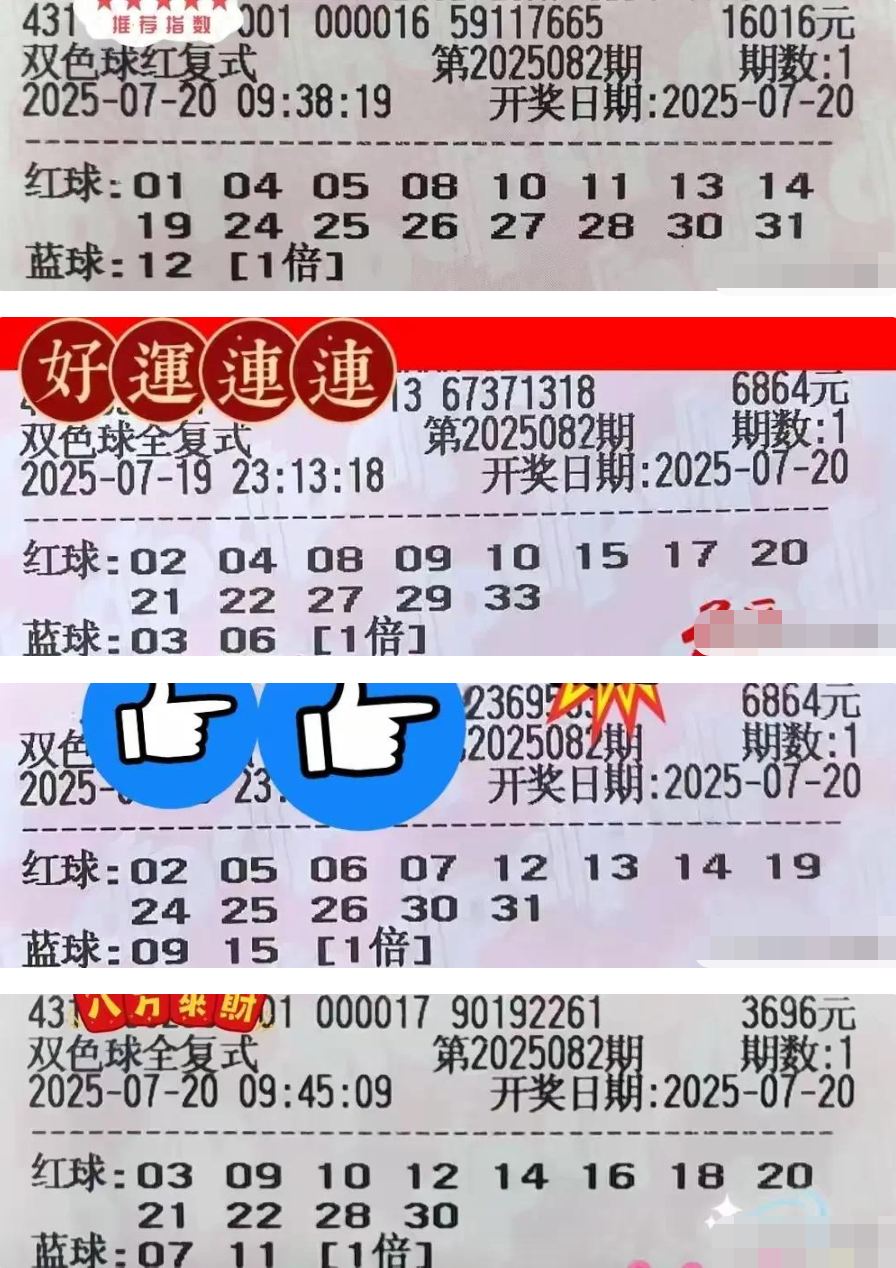 推荐指数
431 001 000016 59117665 16016元
双色球红复式 第2025082期 期数:1
2025-07-20 09:38:19 开奖日期:2025-07-20
红球:01 04 05 08 10 11 13 14
19 24 25 26 27 28 30 31
蓝球:12 [1倍]
好運連連
13 67371318 6864元
双色球全复式 第2025082期 期数:1
2025-07-19 23:13:18 开奖日期:2025-07-20
红球:02 04 08 09 10 15 17 20
21 22 27 29 33
蓝球:03 06 [1倍]
23695 6864元
双色 2025082期 期数:1
2025- 23: 开奖日期:2025-07-20
红球:02 05 06 07 12 13 14 19
24 25 26 30 31
蓝球:09 15 [1倍]
八方聚財
431 01 000017 90192261 3696元
双色球全复式 第2025082期 期数:1
2025-07-20 09:45:09 开奖日期:2025-07-20
红球:03 09 10 12 14 16 18 20
21 22 28 30
蓝球:07 11 [1倍]